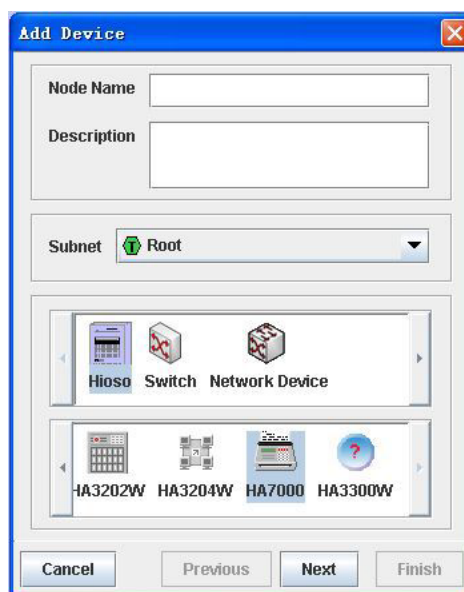 Add Device
Node Name
Description
Subnet T Root
Hioso Switch Network Device
HA3202W HA3204W HA7000 HA3300W
Cancel Previous Next Finish